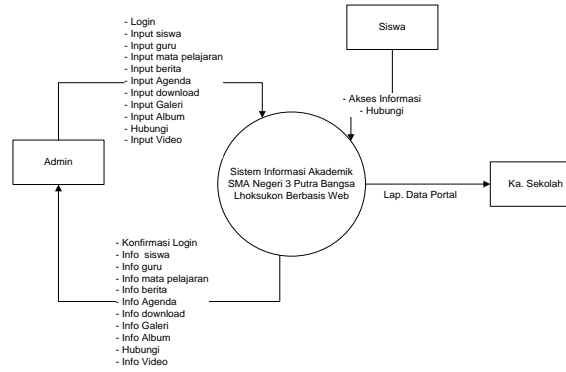 - Login
- Input siswa
- Input guru
- Input mata pelajaran
- Input berita
- Input Agenda
- Input download
- Input Galeri
- Input Album
- Hubungi
- Input Video
Siswa
- Akses Informasi
- Hubungi
Admin
Sistem Informasi Akademik
SMA Negeri 3 Putra Bangsa
Lhoksukon Berbasis Web
Lap. Data Portal
Ka. Sekolah
- Konfirmasi Login
- Info siswa
- Info guru
- Info mata pelajaran
- Info berita
- Info Agenda
- Info download
- Info Galeri
- Info Album
- Hubungi
- Info Video